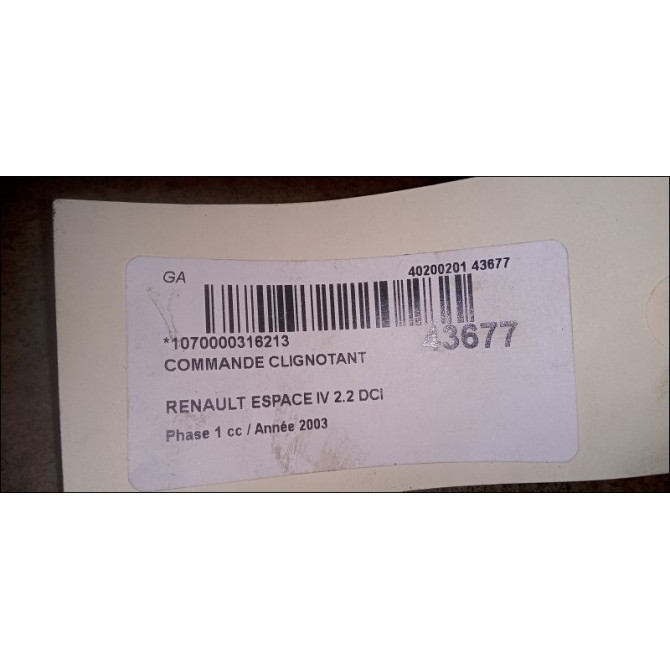 GA
40200201 43677
*1070000316213
43677
COMMANDE CLIGNOTANT
RENAULT ESPACE IV 2.2 DCi
Phase 1 cc / Année 2003